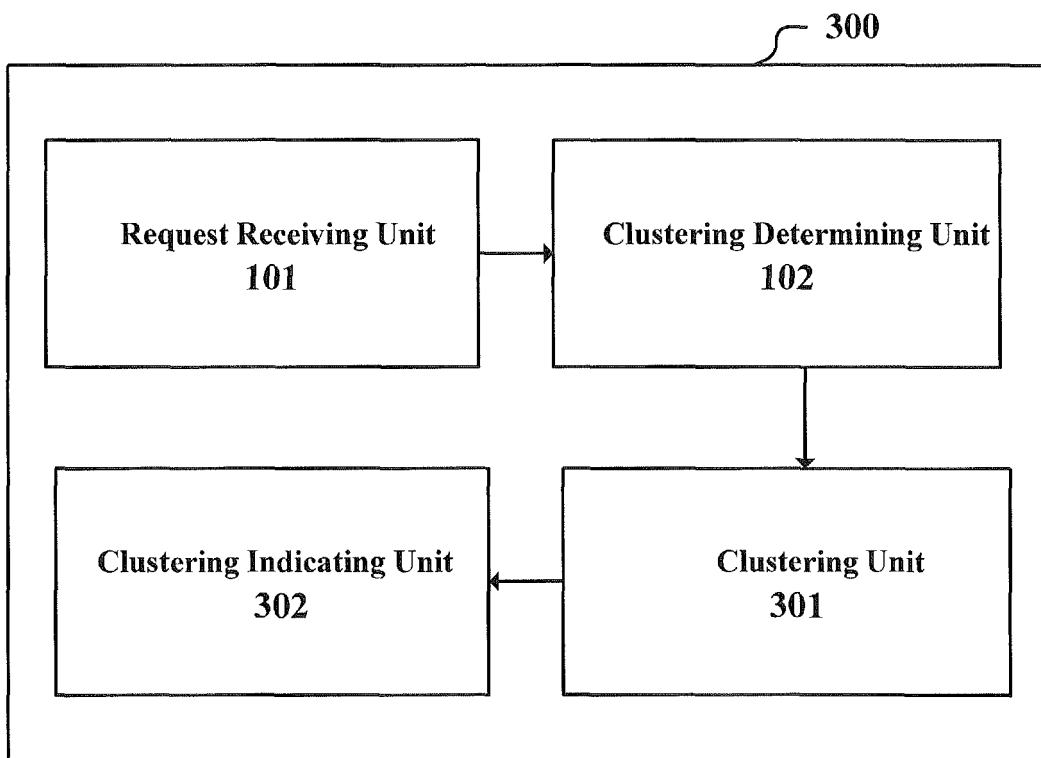 300
Request Receiving Unit
101
Clustering Determining Unit
102
Clustering Indicating Unit
302
Clustering Unit
301